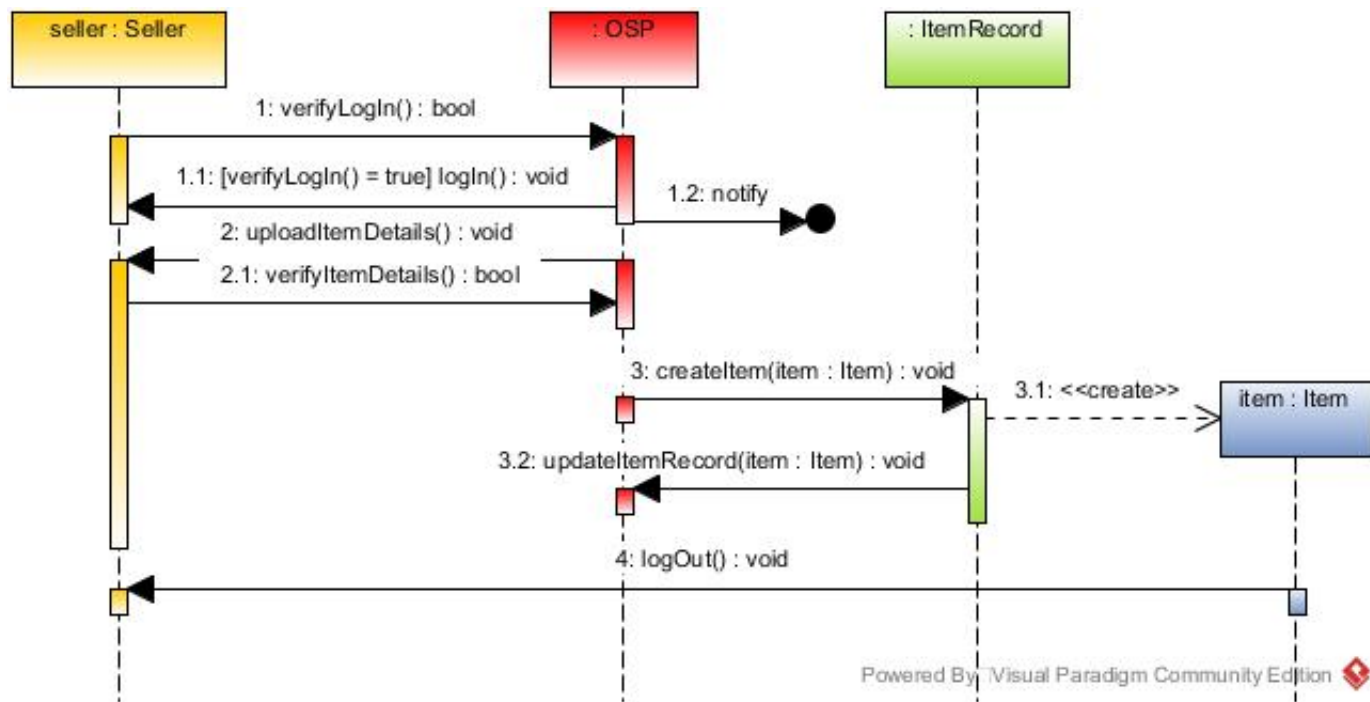 seller : Seller
: OSP
: ItemRecord
1: verifyLogIn() : bool
1.1: [verifyLogIn() = true] logIn() : void
1.2: notify
2: uploadItemDetails() : void
2.1: verifyItemDetails() : bool
3: createItem(item : Item) : void
3.1: <<create>>
item : Item
3.2: updateItemRecord(item : Item) : void
4: logOut() : void
Powered By Visual Paradigm Community Edition